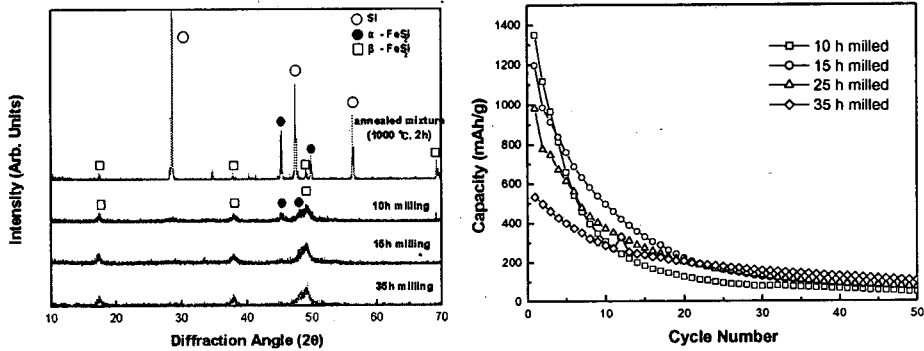 Si
α - FeSi2
β - FeSi2
annealed mixture
(1000 °C, 2h)
10h milling
15h milling
35h milling
Intensity (Arb. Units)
10 20 30 40 50 60 70
Diffraction Angle (2θ)
1400
1200
1000
800
600
400
200
0
Capacity (mAh/g)
10 h milled
15 h milled
25 h milled
35 h milled
0 10 20 30 40 50
Cycle Number